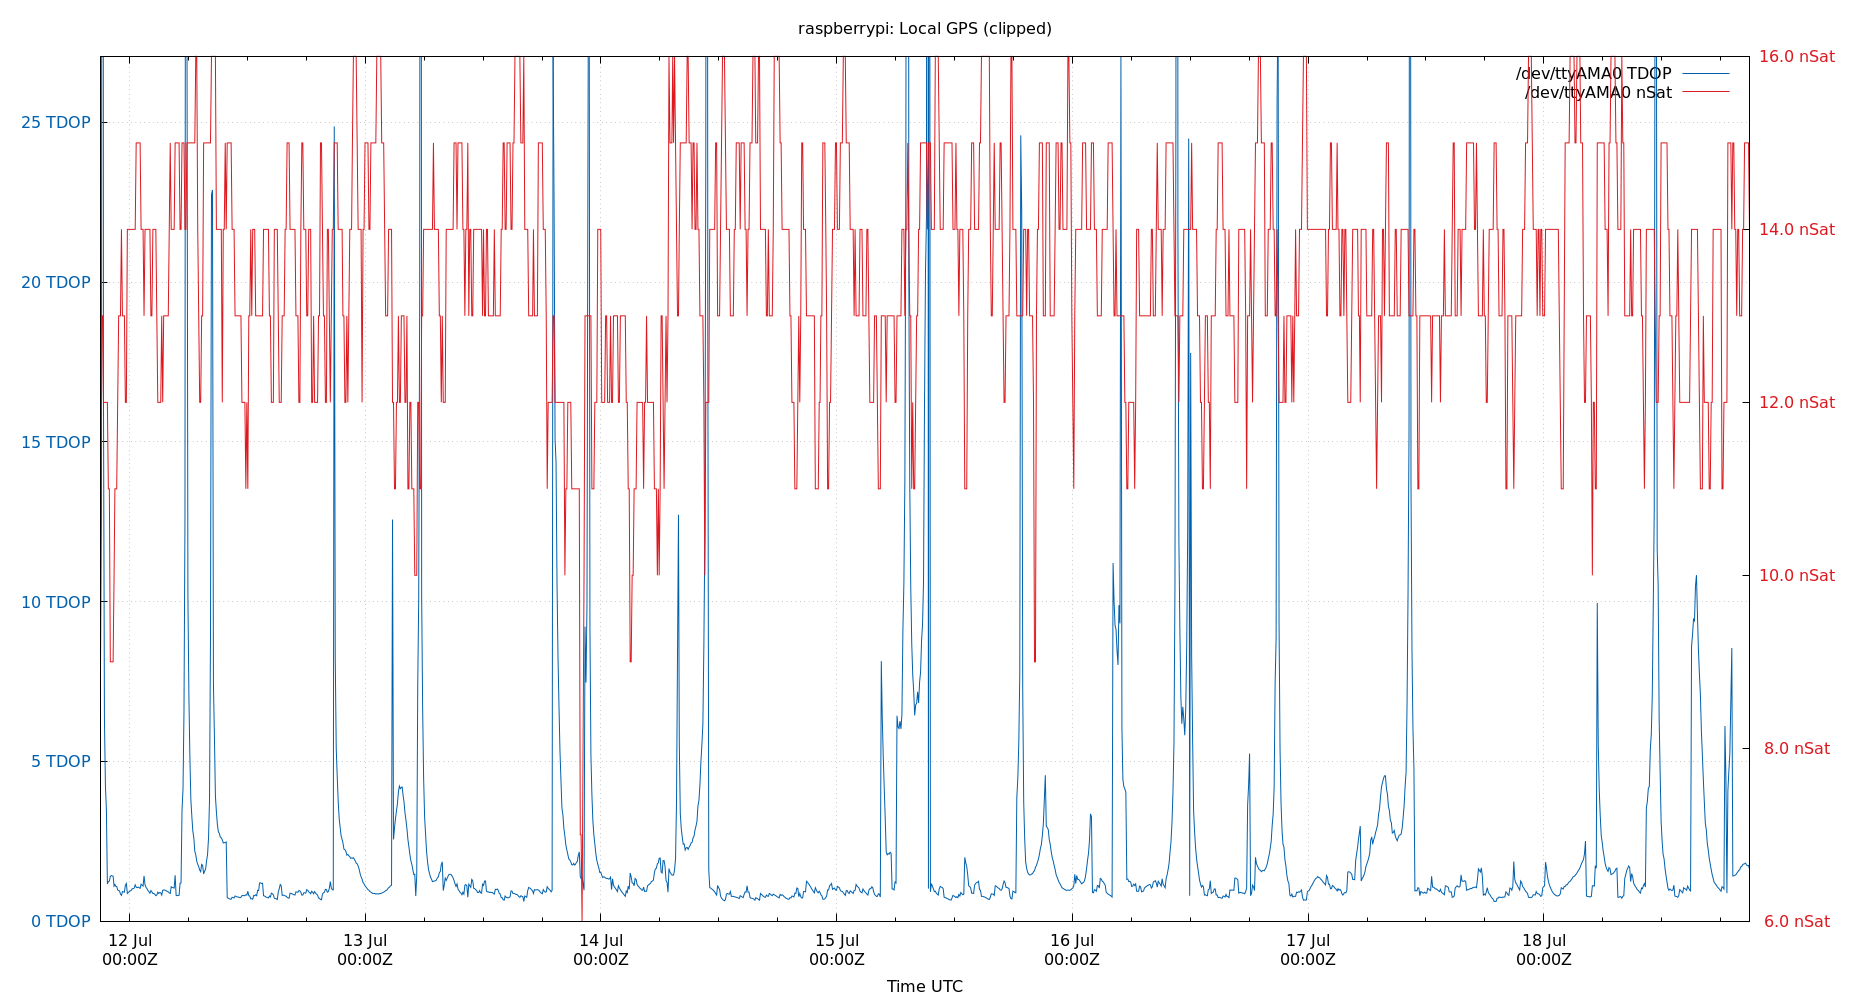 raspberrypi: Local GPS (clipped)
/dev/ttyAMA0 TDOP
/dev/ttyAMA0 nSat
25 TDOP
20 TDOP
15 TDOP
10 TDOP
5 TDOP
0 TDOP
16.0 nSat
14.0 nSat
12.0 nSat
10.0 nSat
8.0 nSat
6.0 nSat
12 Jul
00:00Z
13 Jul
00:00Z
14 Jul
00:00Z
15 Jul
00:00Z
16 Jul
00:00Z
17 Jul
00:00Z
18 Jul
00:00Z
Time UTC